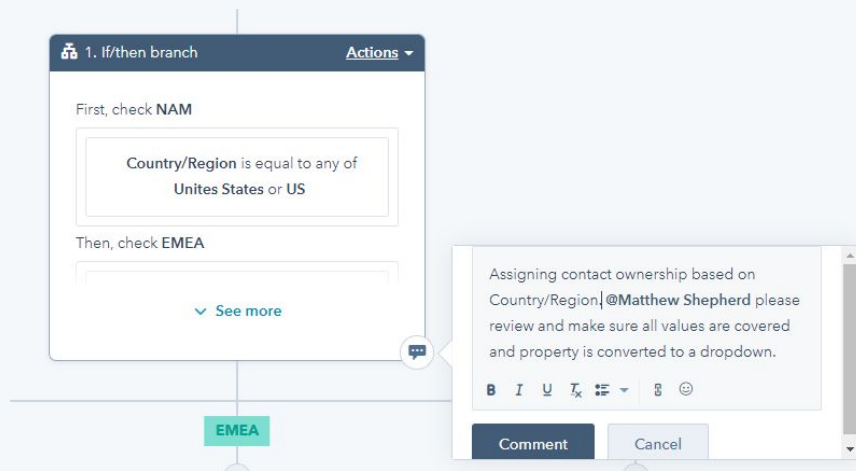 1. If/then branch
Actions
First, check NAM
Country/Region is equal to any of
Unites States or US
Then, check EMEA
See more
EMEA
Assigning contact ownership based on
Country/Region. @Matthew Shepherd please
review and make sure all values are covered
and property is converted to a dropdown.
B I U Tx
Comment
Cancel